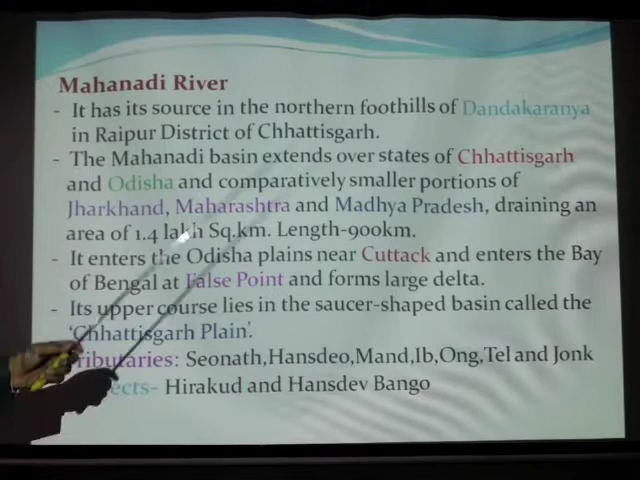 Mahanadi River
- It has its source in the northern foothills of Dandakaranya
in Raipur District of Chhattisgarh.
- The Mahanadi basin extends over states of Chhattisgarh
and Odisha and comparatively smaller portions of
Jharkhand, Maharashtra and Madhya Pradesh, draining an
area of 1.4 lakh Sq.km. Length-900km.
- It enters the Odisha plains near Cuttack and enters the Bay
of Bengal at False Point and forms large delta.
- Its upper course lies in the saucer-shaped basin called the
'Chhattisgarh Plain'.
ributaries: Seonath,Hansdeo,Mand,Ib,Ong,Tel and Jonk
ects- Hirakud and Hansdev Bango